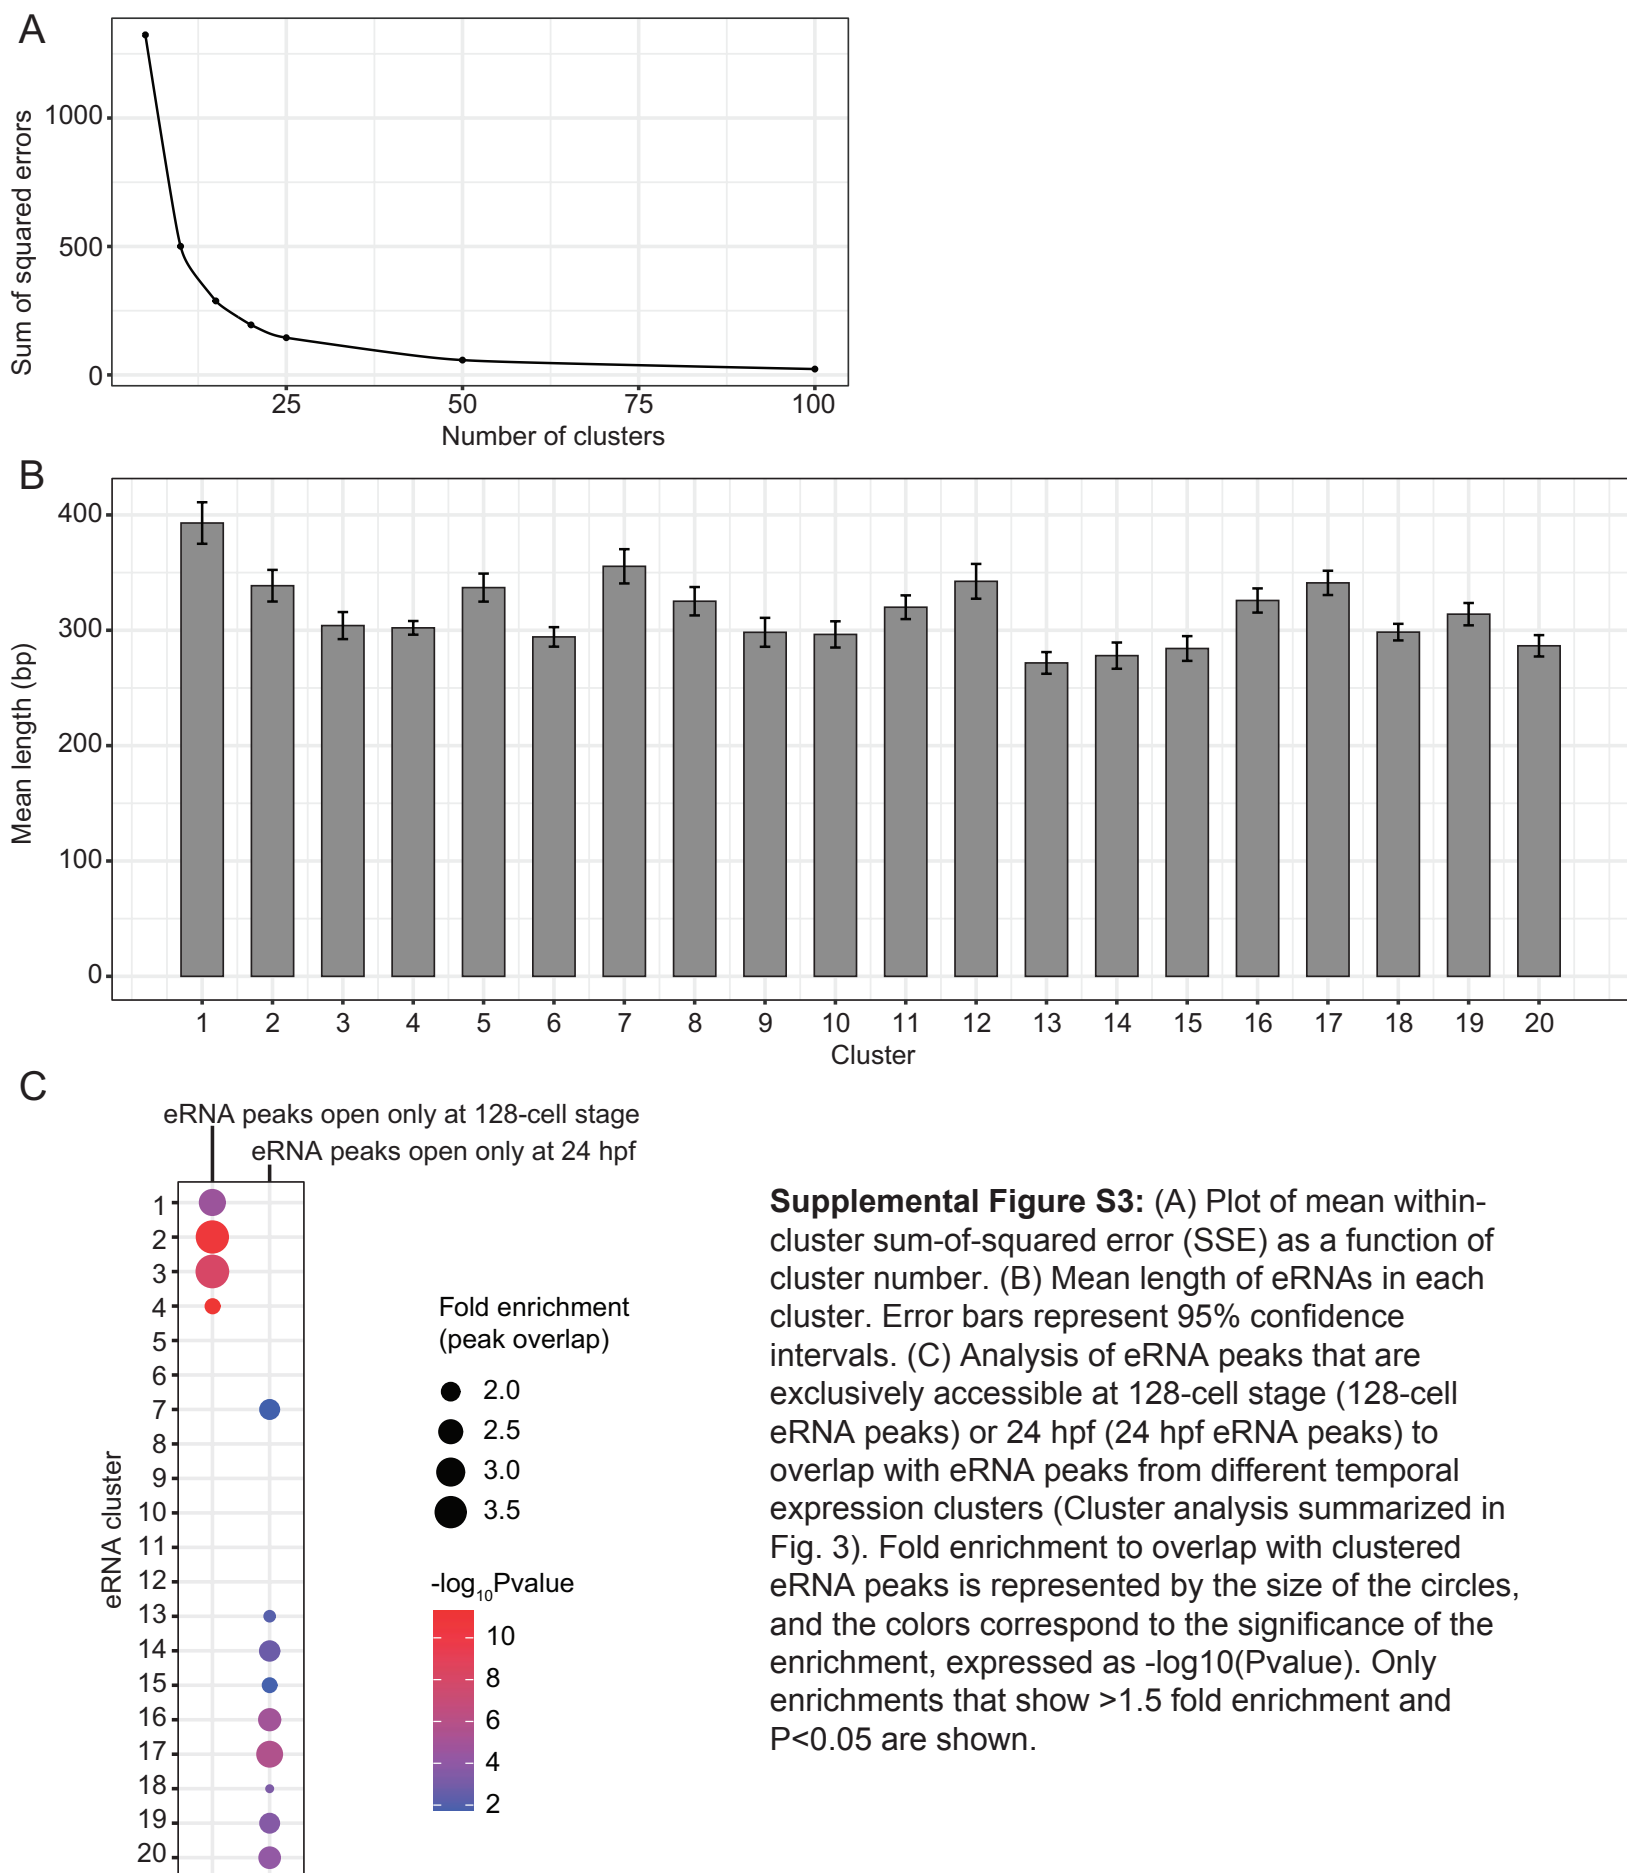 A
Sum of squared errors
1000
500
0
25 50 75 100
Number of clusters
B
Mean length (bp)
400
300
200
100
0
1 2 3 4 5 6 7 8 9 10 11 12 13 14 15 16 17 18 19 20
Cluster
C
eRNA peaks open only at 128-cell stage
eRNA peaks open only at 24 hpf
eRNA cluster
1
2
3
4
5
6
7
8
9
10
11
12
13
14
15
16
17
18
19
20
Fold enrichment
(peak overlap)
2.0
2.5
3.0
3.5
-log10Pvalue
10
8
6
4
2
Supplemental Figure S3: (A) Plot of mean within-
cluster sum-of-squared error (SSE) as a function of
cluster number. (B) Mean length of eRNAs in each
cluster. Error bars represent 95% confidence
intervals. (C) Analysis of eRNA peaks that are
exclusively accessible at 128-cell stage (128-cell
eRNA peaks) or 24 hpf (24 hpf eRNA peaks) to
overlap with eRNA peaks from different temporal
expression clusters (Cluster analysis summarized in
Fig. 3). Fold enrichment to overlap with clustered
eRNA peaks is represented by the size of the circles,
and the colors correspond to the significance of the
enrichment, expressed as -log10(Pvalue). Only
enrichments that show >1.5 fold enrichment and
P<0.05 are shown.